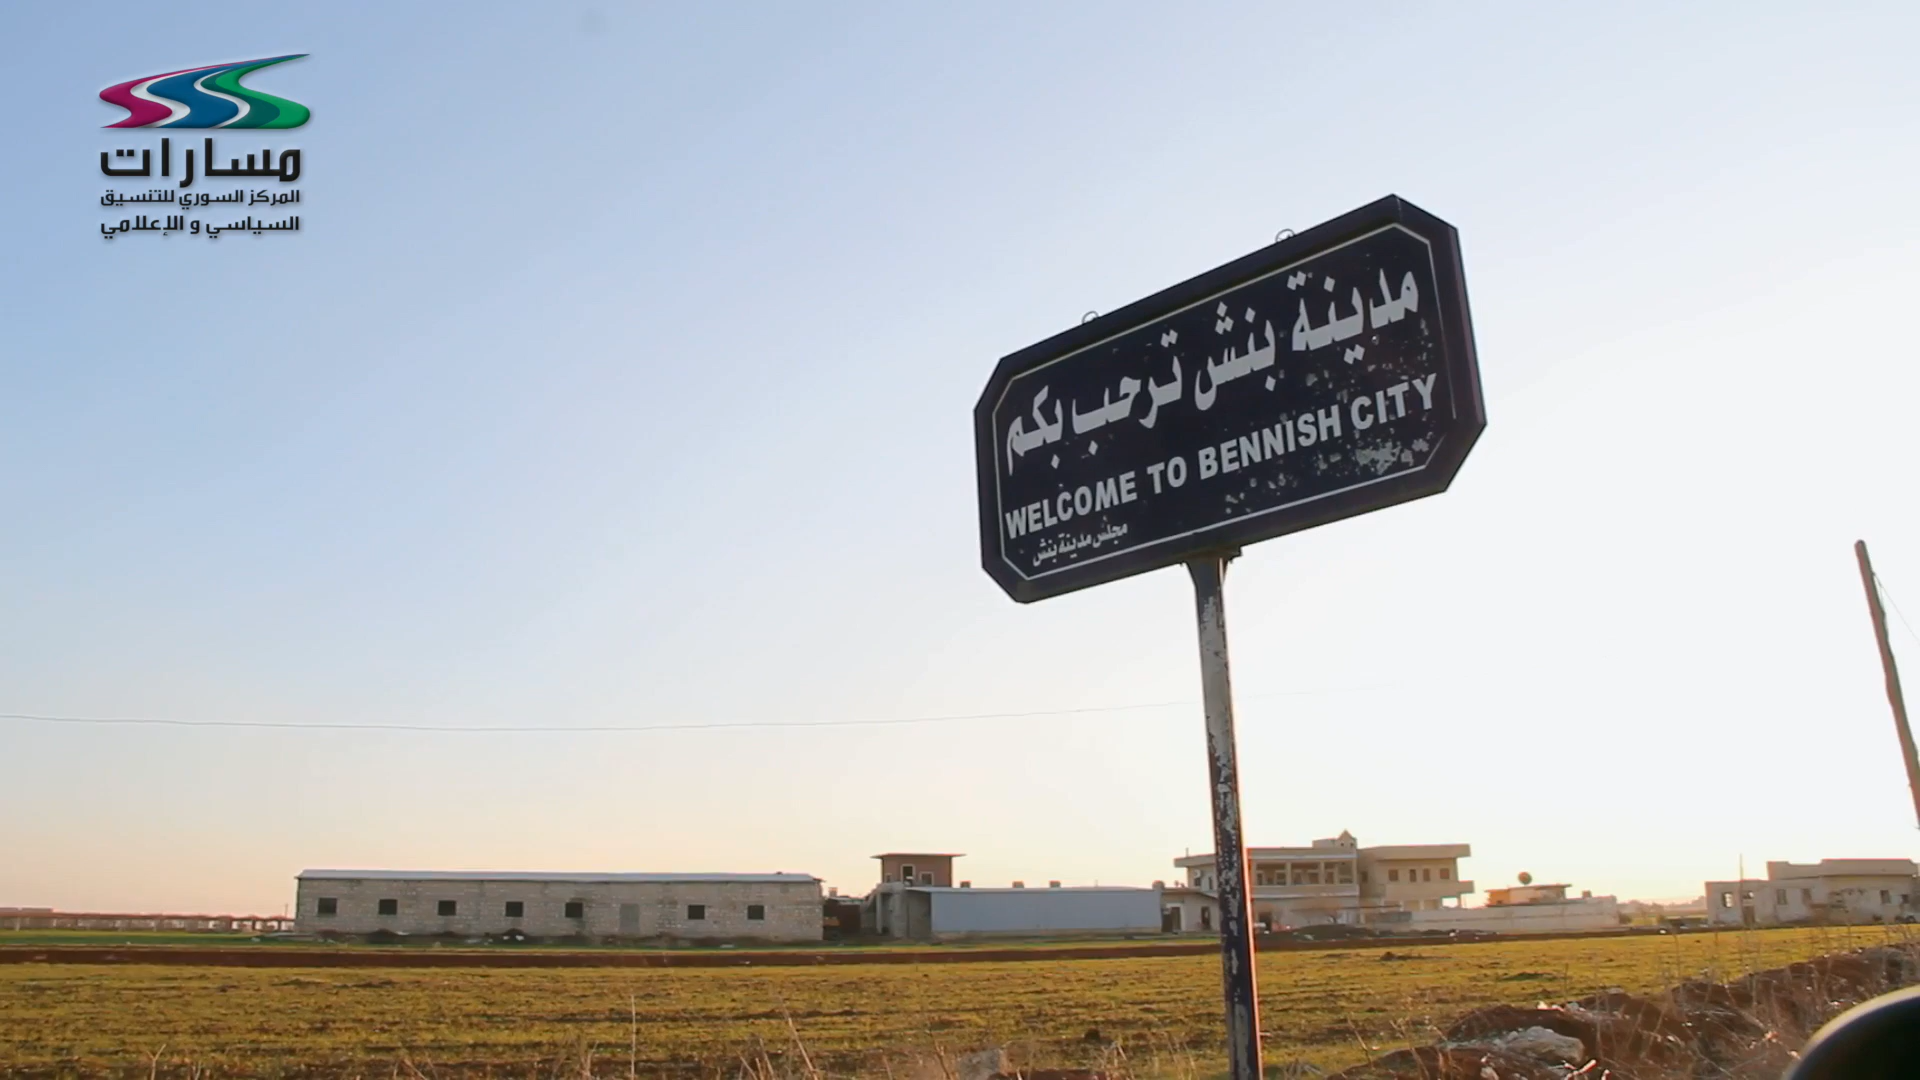 مسارات
المركز السوري للتنسيق
السياسي و الإعلامي
مدينة بنش ترحب بكم
WELCOME TO BENNISH CITY
مجلس مدينة بنش